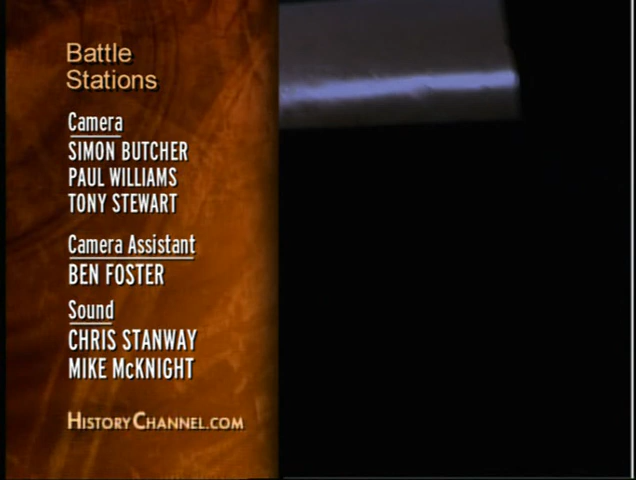 Battle
Stations
Camera
SIMON BUTCHER
PAUL WILLIAMS
TONY STEWART
Camera Assistant
BEN FOSTER
Sound
CHRIS STANWAY
MIKE McKNIGHT
HISTORYCHANNEL.COM